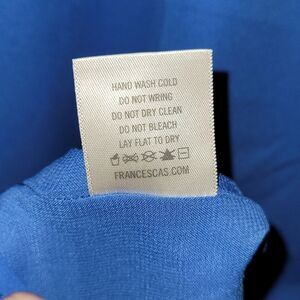 HAND WASH COLD
DO NOT WRING
DO NOT DRY CLEAN
DO NOT BLEACH
LAY FLAT TO DRY
FRANCESCAS.COM